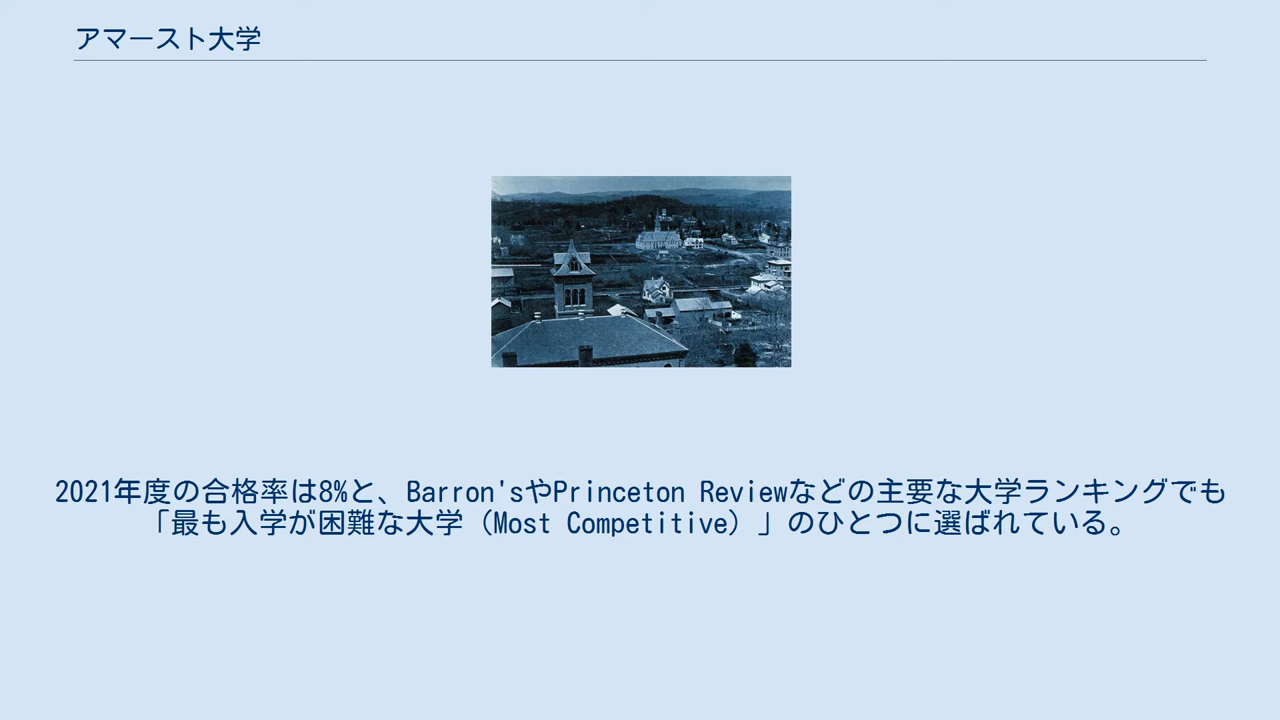 アマースト大学
2021年度の合格率は8%と、Barron'sやPrinceton Reviewなどの主要な大学ランキングでも
「最も入学が困難な大学（Most Competitive）」のひとつに選ばれている。